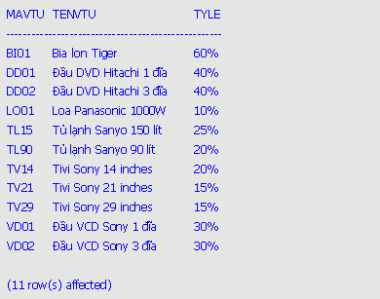 MAVTU TENVTU TYLE
--------------------------------------------------
BI01 Bia lon Tiger 60%
DD01 Đầu DVD Hitachi 1 đĩa 40%
DD02 Đầu DVD Hitachi 3 đĩa 40%
LO01 Loa Panasonic 1000W 10%
TL15 Tủ lạnh Sanyo 150 lít 25%
TL90 Tủ lạnh Sanyo 90 lít 20%
TV14 Tivi Sony 14 inches 20%
TV21 Tivi Sony 21 inches 15%
TV29 Tivi Sony 29 inches 15%
VD01 Đầu VCD Sony 1 đĩa 30%
VD02 Đầu VCD Sony 3 đĩa 30%
(11 row(s) affected)